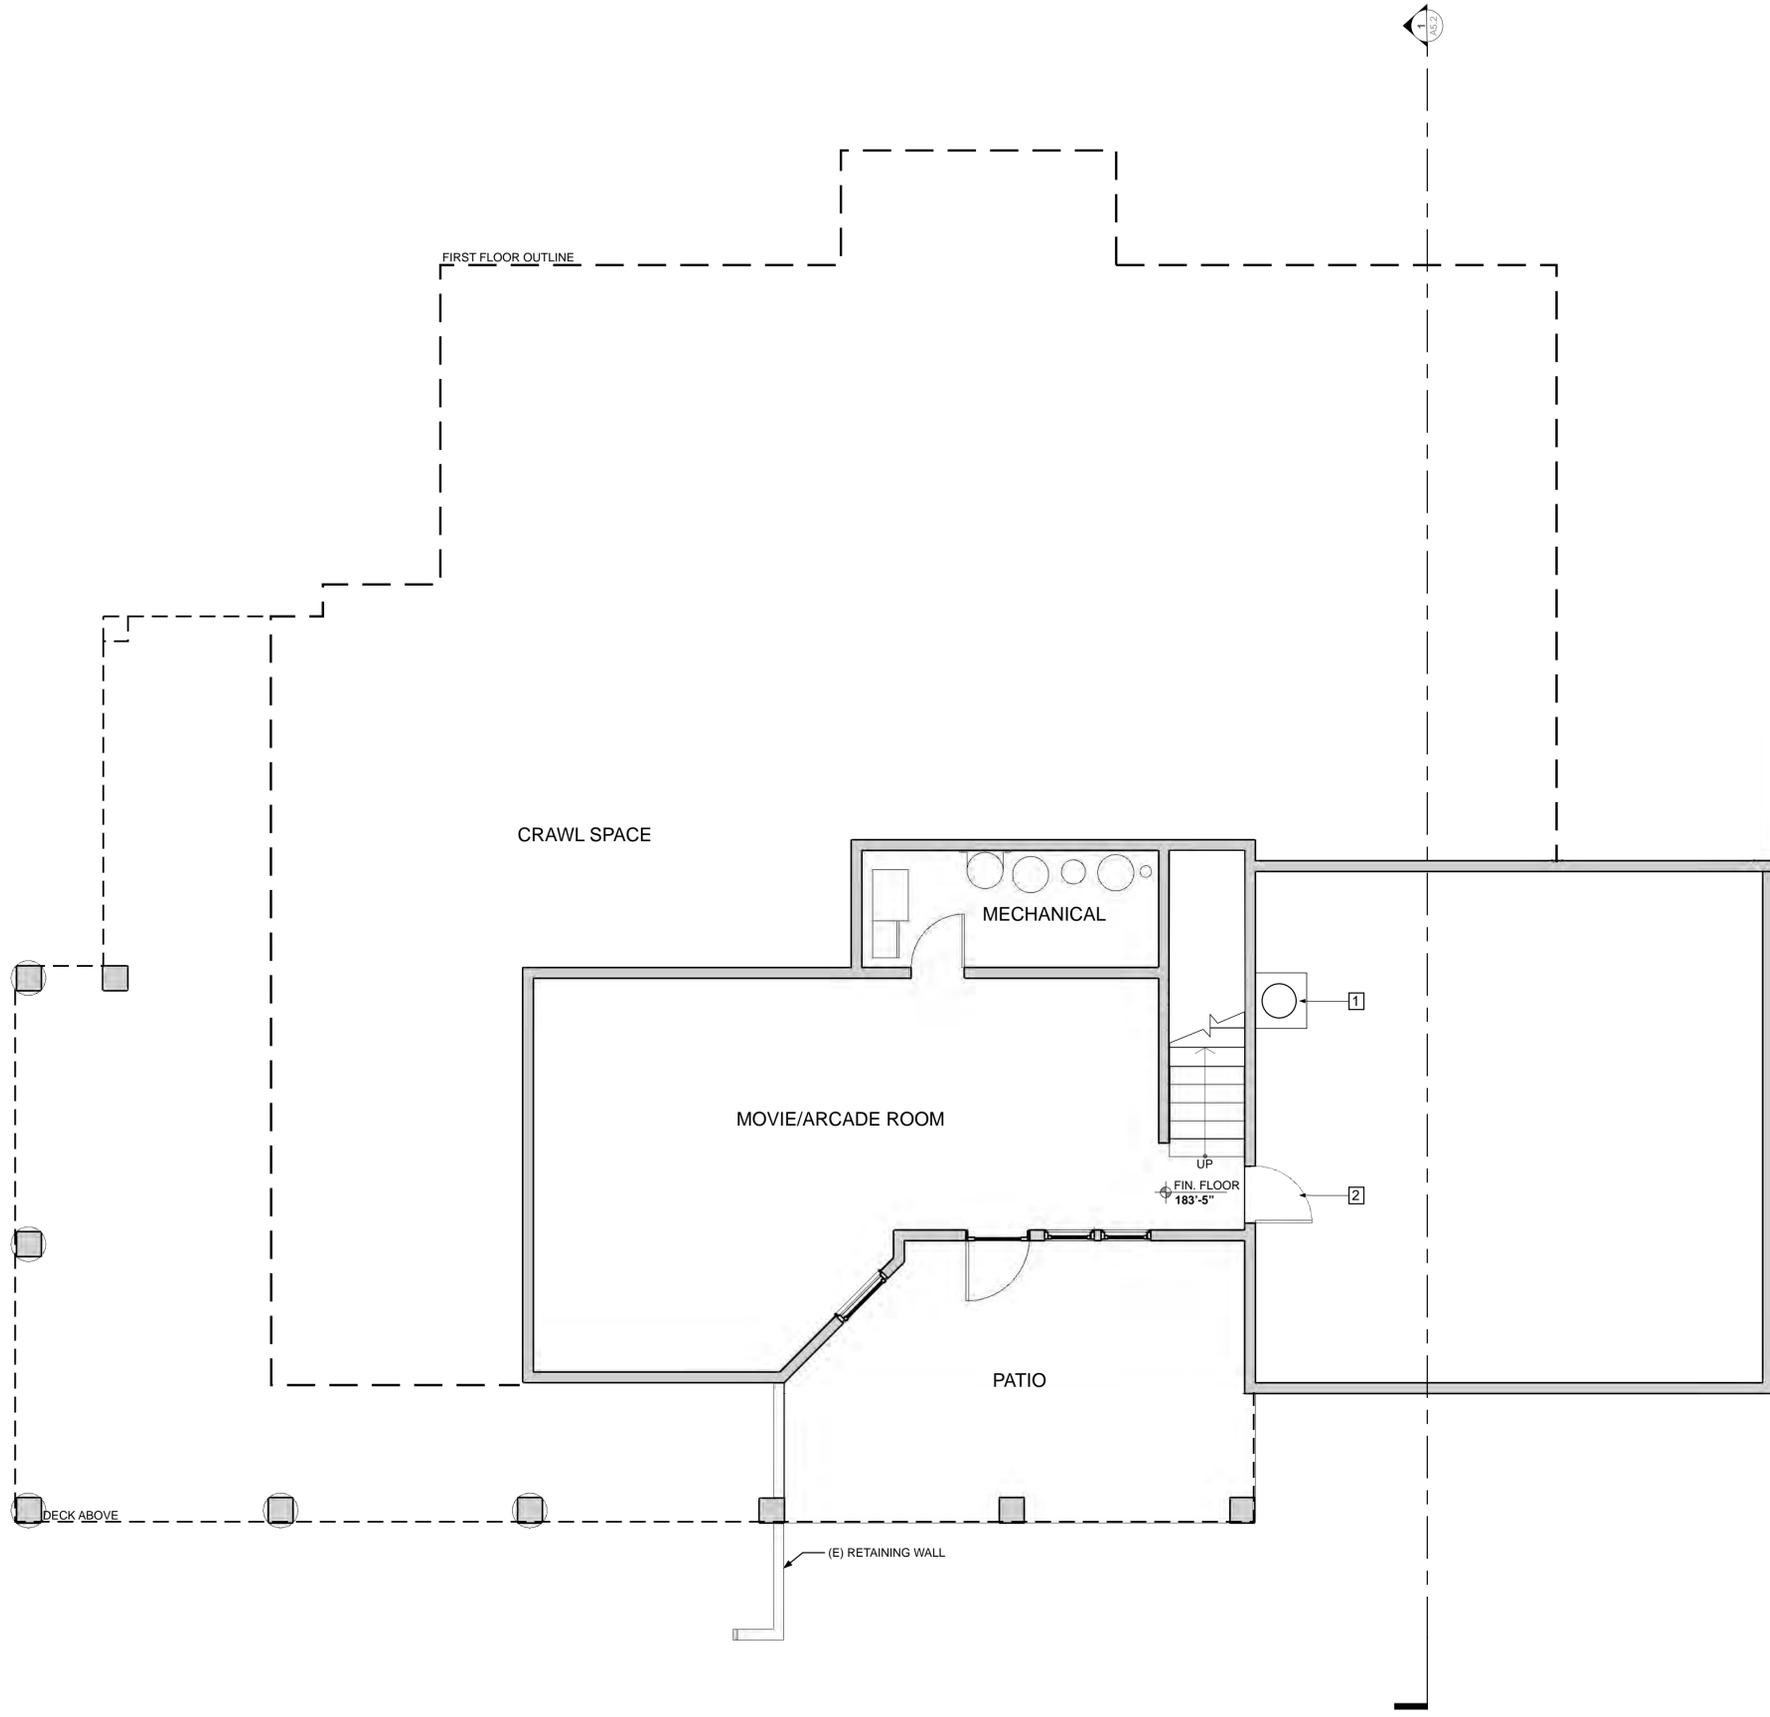 1
A5.2
FIRST FLOOR OUTLINE
CRAWL SPACE
MECHANICAL
1
MOVIE/ARCADE ROOM
UP
FIN. FLOOR
183'-5"
2
PATIO
DECK ABOVE
(E) RETAINING WALL